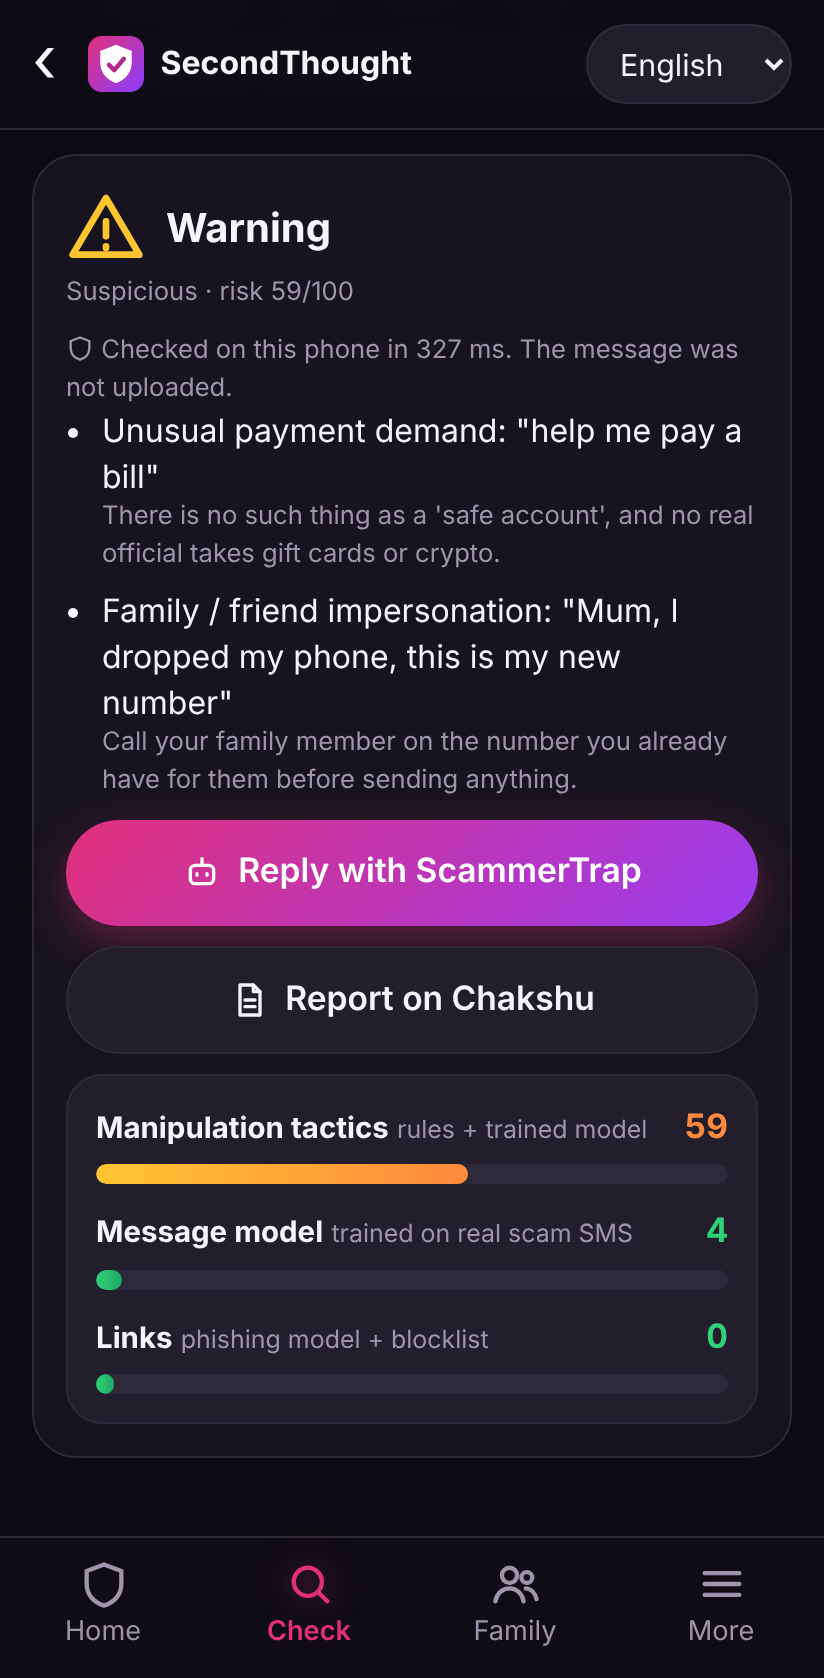 SecondThought
English
Warning
Suspicious · risk 59/100
Checked on this phone in 327 ms. The message was
not uploaded.
• Unusual payment demand: "help me pay a
bill"
There is no such thing as a 'safe account', and no real
official takes gift cards or crypto.
• Family / friend impersonation: "Mum, I
dropped my phone, this is my new
number"
Call your family member on the number you already
have for them before sending anything.
Reply with ScammerTrap
Report on Chakshu
Manipulation tactics rules + trained model 59
Message model trained on real scam SMS 4
Links phishing model + blocklist 0
Home Check Family More